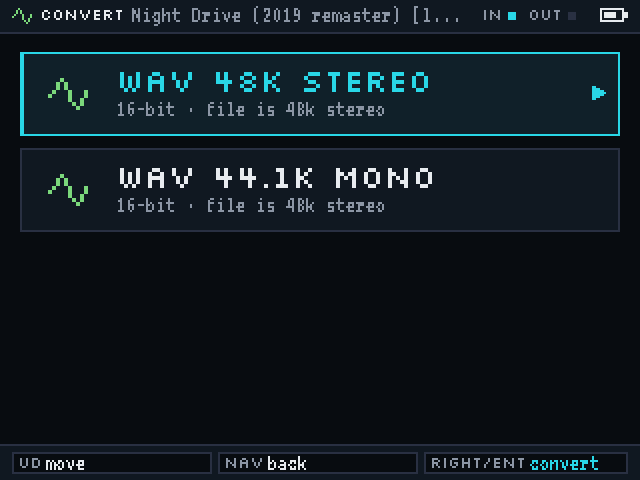 CONVERT Night Drive (2019 remaster) [l... IN OUT
WAV 48K STEREO
16-bit · file is 48k stereo
WAV 44.1K MONO
16-bit · file is 48k stereo
UD move NAV back RIGHT/ENT convert